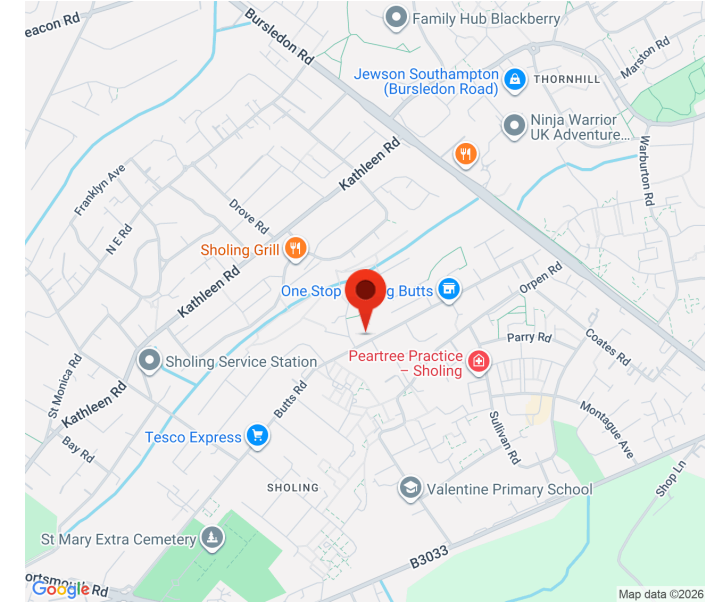 eacon Rd
Bursledon Rd
Family Hub Blackberry
Marston Rd
Jewson Southampton
(Bursledon Road)
THORNHILL
Ninja Warrior
UK Adventure...
Kathleen Rd
Warburton Rd
Franklyn Ave
Drove Rd
N E Rd
Sholing Grill
Kathleen Rd
Orpen Rd
One Stop
g Butts
Coates Rd
Parry Rd
Peartree Practice
– Sholing
Sholing Service Station
St Monica Rd
Kathleen Rd
Butts Rd
Sullivan Rd
Montague Ave
Tesco Express
Bay Rd
Shop Ln
SHOLING
Valentine Primary School
St Mary Extra Cemetery
B3033
ortsmouth Rd
Google
Map data ©2026